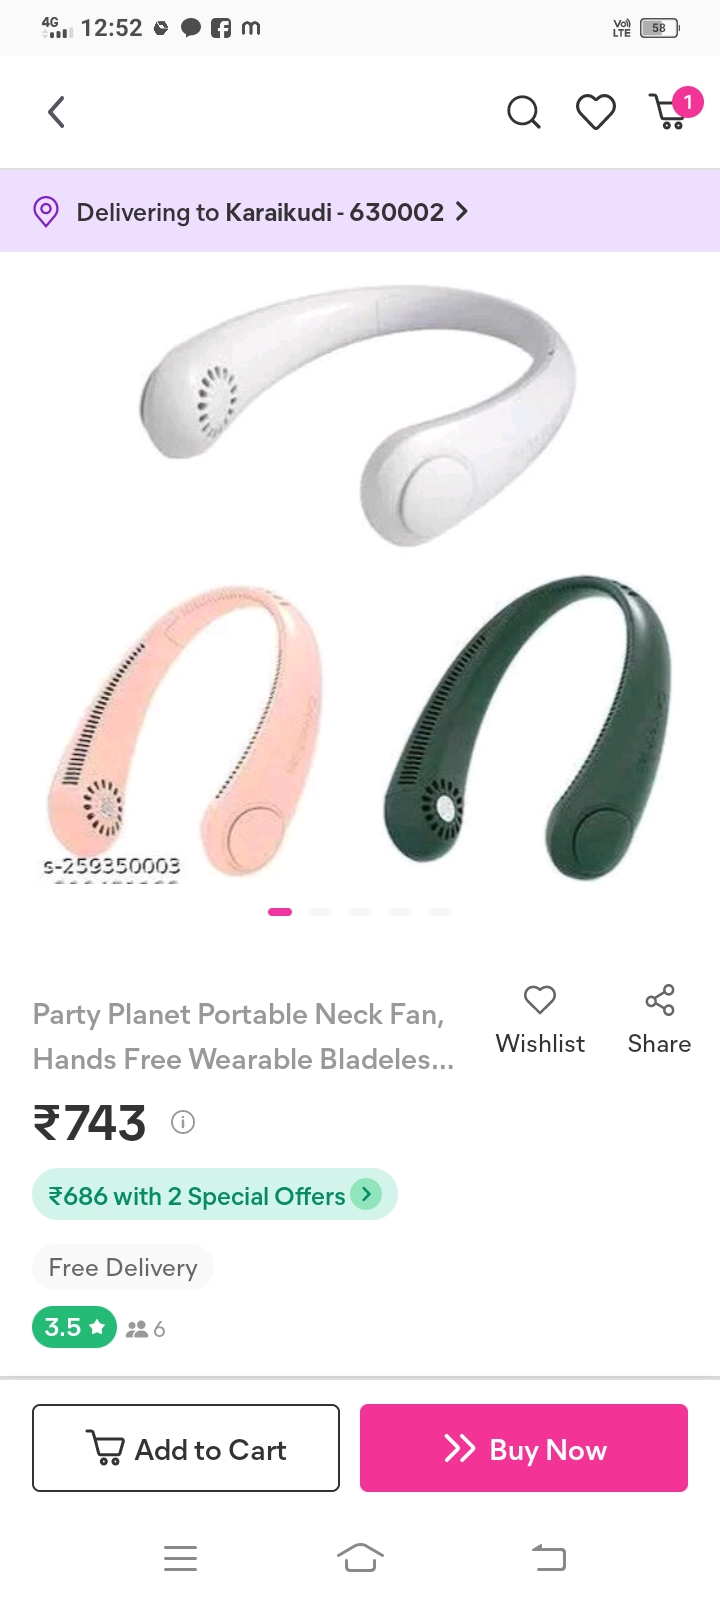 4G 12:52 m Vo) LTE 58
1
Delivering to Karaikudi - 630002
s-259350003
Party Planet Portable Neck Fan,
Hands Free Wearable Bladeles...
Wishlist
Share
₹743
₹686 with 2 Special Offers
Free Delivery
3.5 6
Add to Cart
Buy Now